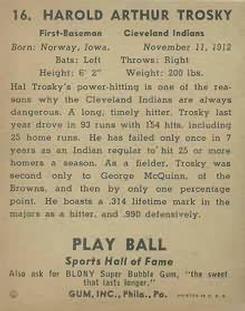 16. HAROLD ARTHUR TROSKY
First-Baseman Cleveland Indians
Born: Norway, Iowa. November 11, 1912
Bats: Left Throws: Right
Height: 6' 2" Weight: 200 lbs.
Hal Trosky's power-hitting is one of the rea-
sons why the Cleveland Indians are always
dangerous. A long, timely hitter, Trosky last
year drove in 93 runs with 154 hits, including
25 home runs. He has failed only once in 7
years as an Indian regular to hit 25 or more
homers a season. As a fielder, Trosky was
second only to George McQuinn, of the
Browns, and then by only one percentage
point. He boasts a .314 lifetime mark in the
majors as a hitter, and .990 defensively.
PLAY BALL
Sports Hall of Fame
Also ask for BLONY Super Bubble Gum, "the sweet
that lasts longer."
GUM, INC., Phila., Pa. PRINTED IN U. S. A.